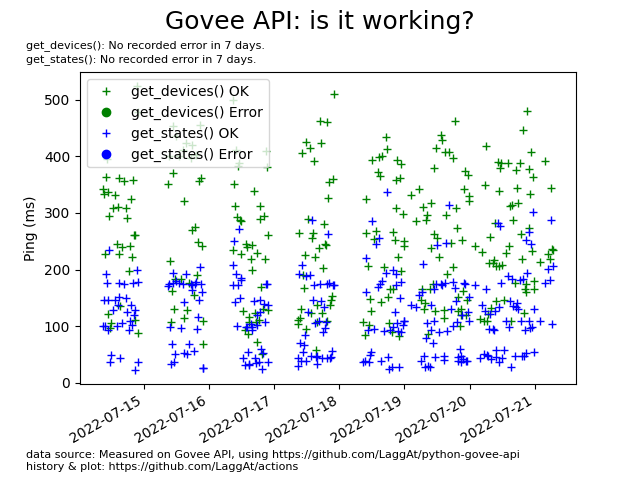 Govee API: is it working?
get_devices(): No recorded error in 7 days.
get_states(): No recorded error in 7 days.
get_devices() OK
get_devices() Error
get_states() OK
get_states() Error
500
400
300
200
100
0
Ping (ms)
2022-07-15
2022-07-16
2022-07-17
2022-07-18
2022-07-19
2022-07-20
2022-07-21
data source: Measured on Govee API, using https://github.com/LaggAt/python-govee-api
history & plot: https://github.com/LaggAt/actions